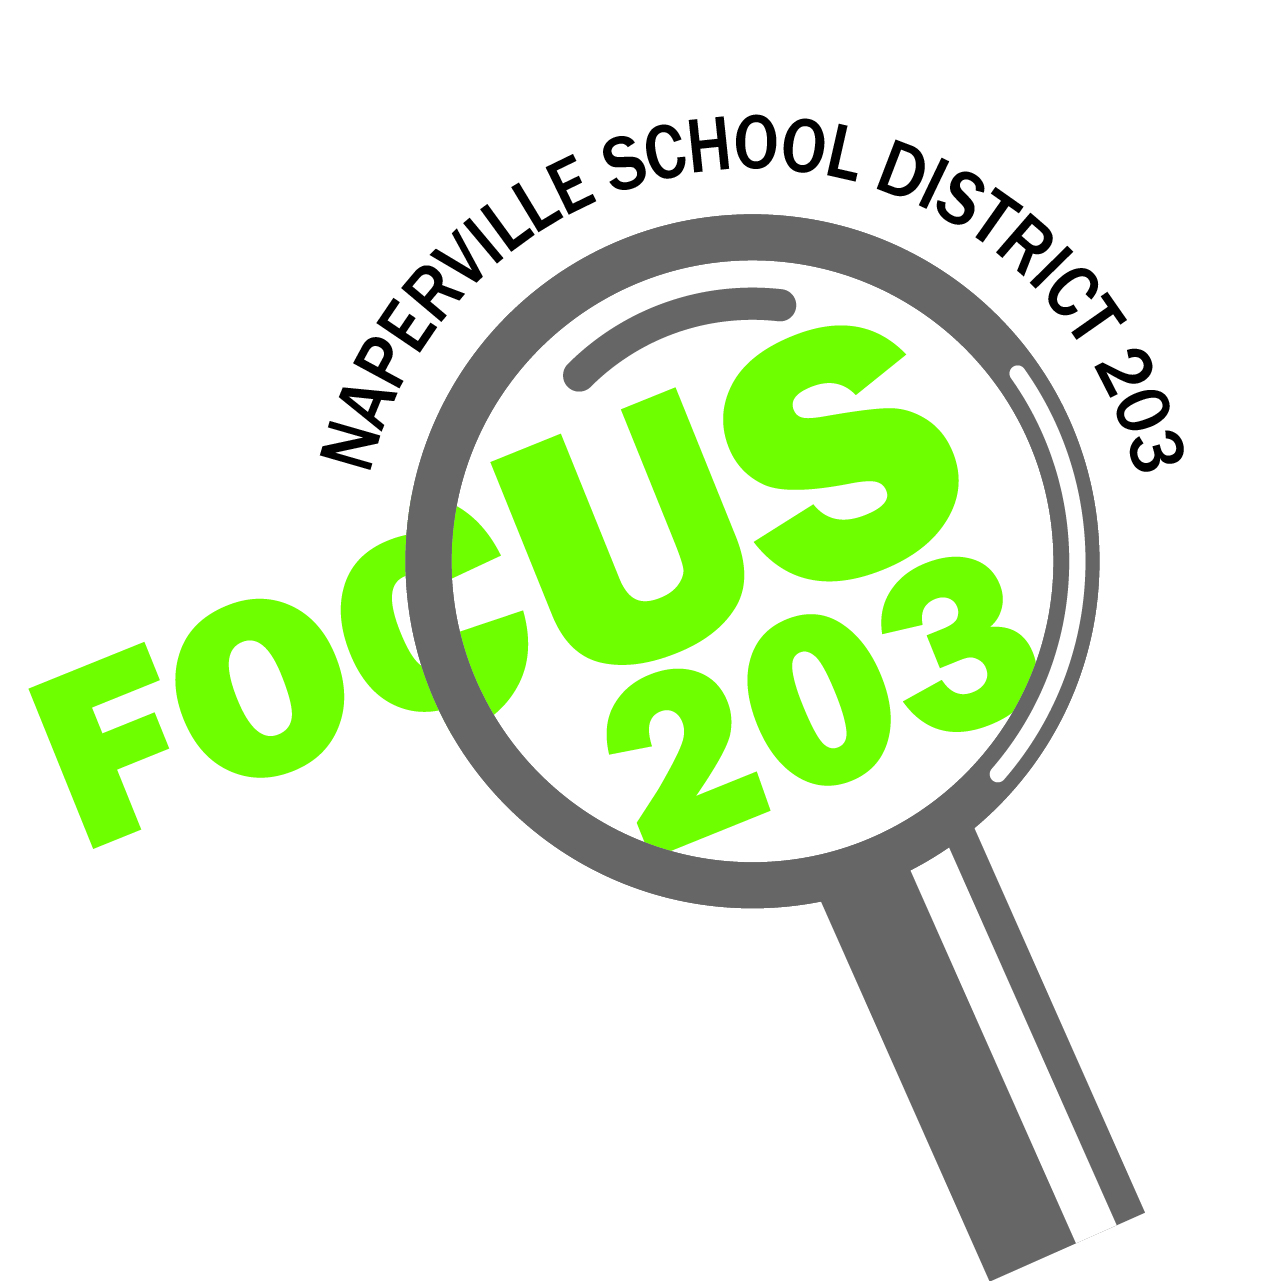 NAPERVILLE SCHOOL DISTRICT 203
FOCUS
203